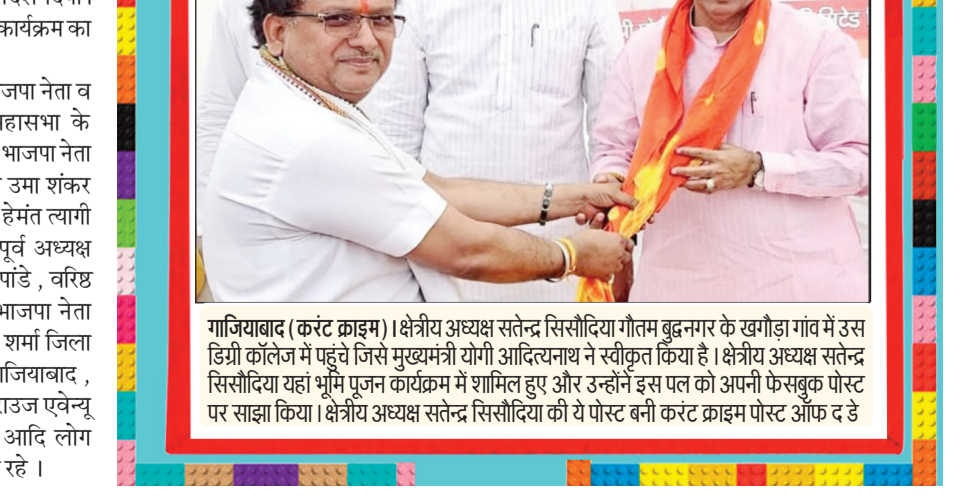 कार्यक्रम का
जपा नेता व
महासभा के
भाजपा नेता
उमा शंकर
हेमंत त्यागी
पूर्व अध्यक्ष
पांडे , वरिष्ठ
भाजपा नेता
शर्मा जिला
गाजियाबाद ,
राउज एवेन्यू
आदि लोग
रहे ।
गाजियाबाद ( करंट क्राइम ) । क्षेत्रीय अध्यक्ष सतेन्द्र सिसौदिया गौतम बुद्वनगर के खगौड़ा गांव में उस
डिग्री कॉलेज में पहुंचे जिसे मुख्यमंत्री योगी आदित्यनाथ ने स्वीकृत किया है । क्षेत्रीय अध्यक्ष सतेन्द्र
सिसौदिया यहां भूमि पूजन कार्यक्रम में शामिल हुए और उन्होंने इस पल को अपनी फेसबुक पोस्ट
पर साझा किया । क्षेत्रीय अध्यक्ष सतेन्द्र सिसौदिया की ये पोस्ट बनी करंट क्राइम पोस्ट ऑफ द डे